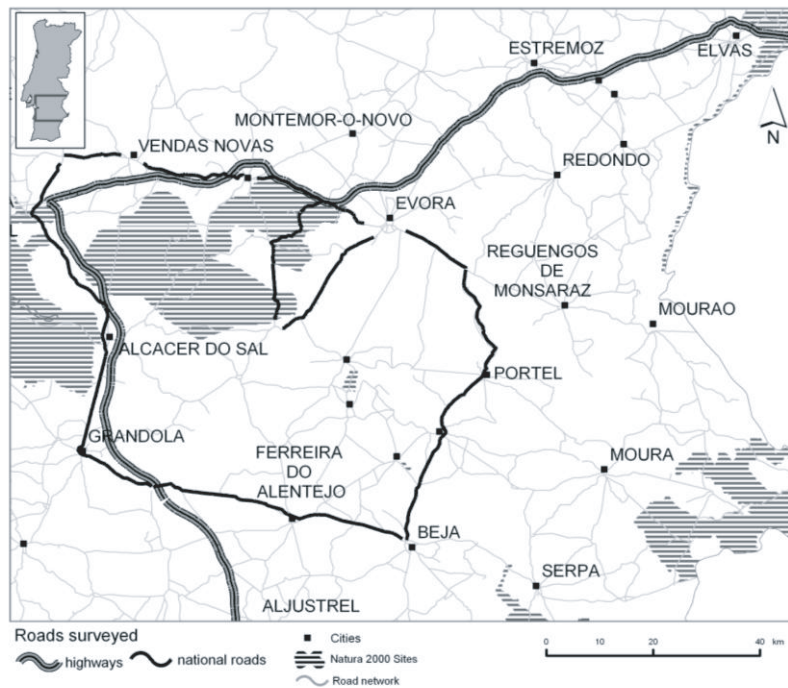 ESTREMOZ
ELVAS
MONTEMOR-O-NOVO
N
VENDAS NOVAS
REDONDO
EVORA
REGUENGOS
DE
MONSARAZ
MOURAO
ALCACER DO SAL
PORTEL
GRANDOLA
FERREIRA
DO
ALENTEJO
MOURA
BEJA
SERPA
ALJUSTREL
Roads surveyed
highways
national roads
Cities
Natura 2000 Sites
Road network
0 10 20 40 km